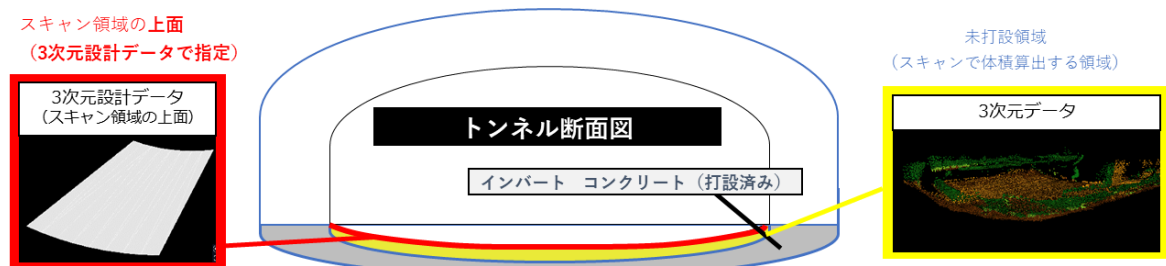 スキャン領域の上面
（3次元設計データで指定）
3次元設計データ
（スキャン領域の上面）
トンネル断面図
インバート　コンクリート（打設済み）
未打設領域
（スキャンで体積算出する領域）
3次元データ